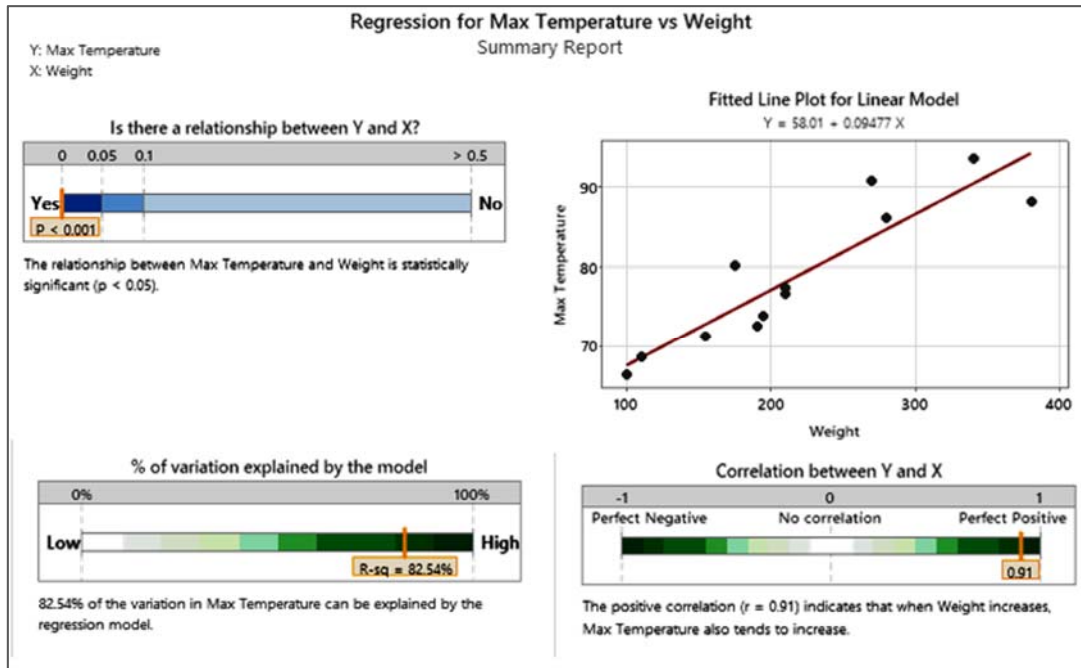 Regression for Max Temperature vs Weight
Summary Report
Y: Max Temperature
X: Weight
Is there a relationship between Y and X?
0 0.05 0.1 > 0.5
Yes No
P < 0.001
The relationship between Max Temperature and Weight is statistically
significant (p < 0.05).
Fitted Line Plot for Linear Model
Y = 58.01 + 0.09477 X
Max Temperature
90
80
70
100 200 300 400
Weight
% of variation explained by the model
0% 100%
Low High
R-sq = 82.54%
82.54% of the variation in Max Temperature can be explained by the
regression model.
Correlation between Y and X
-1 0 1
Perfect Negative No correlation Perfect Positive
0.91
The positive correlation (r = 0.91) indicates that when Weight increases,
Max Temperature also tends to increase.